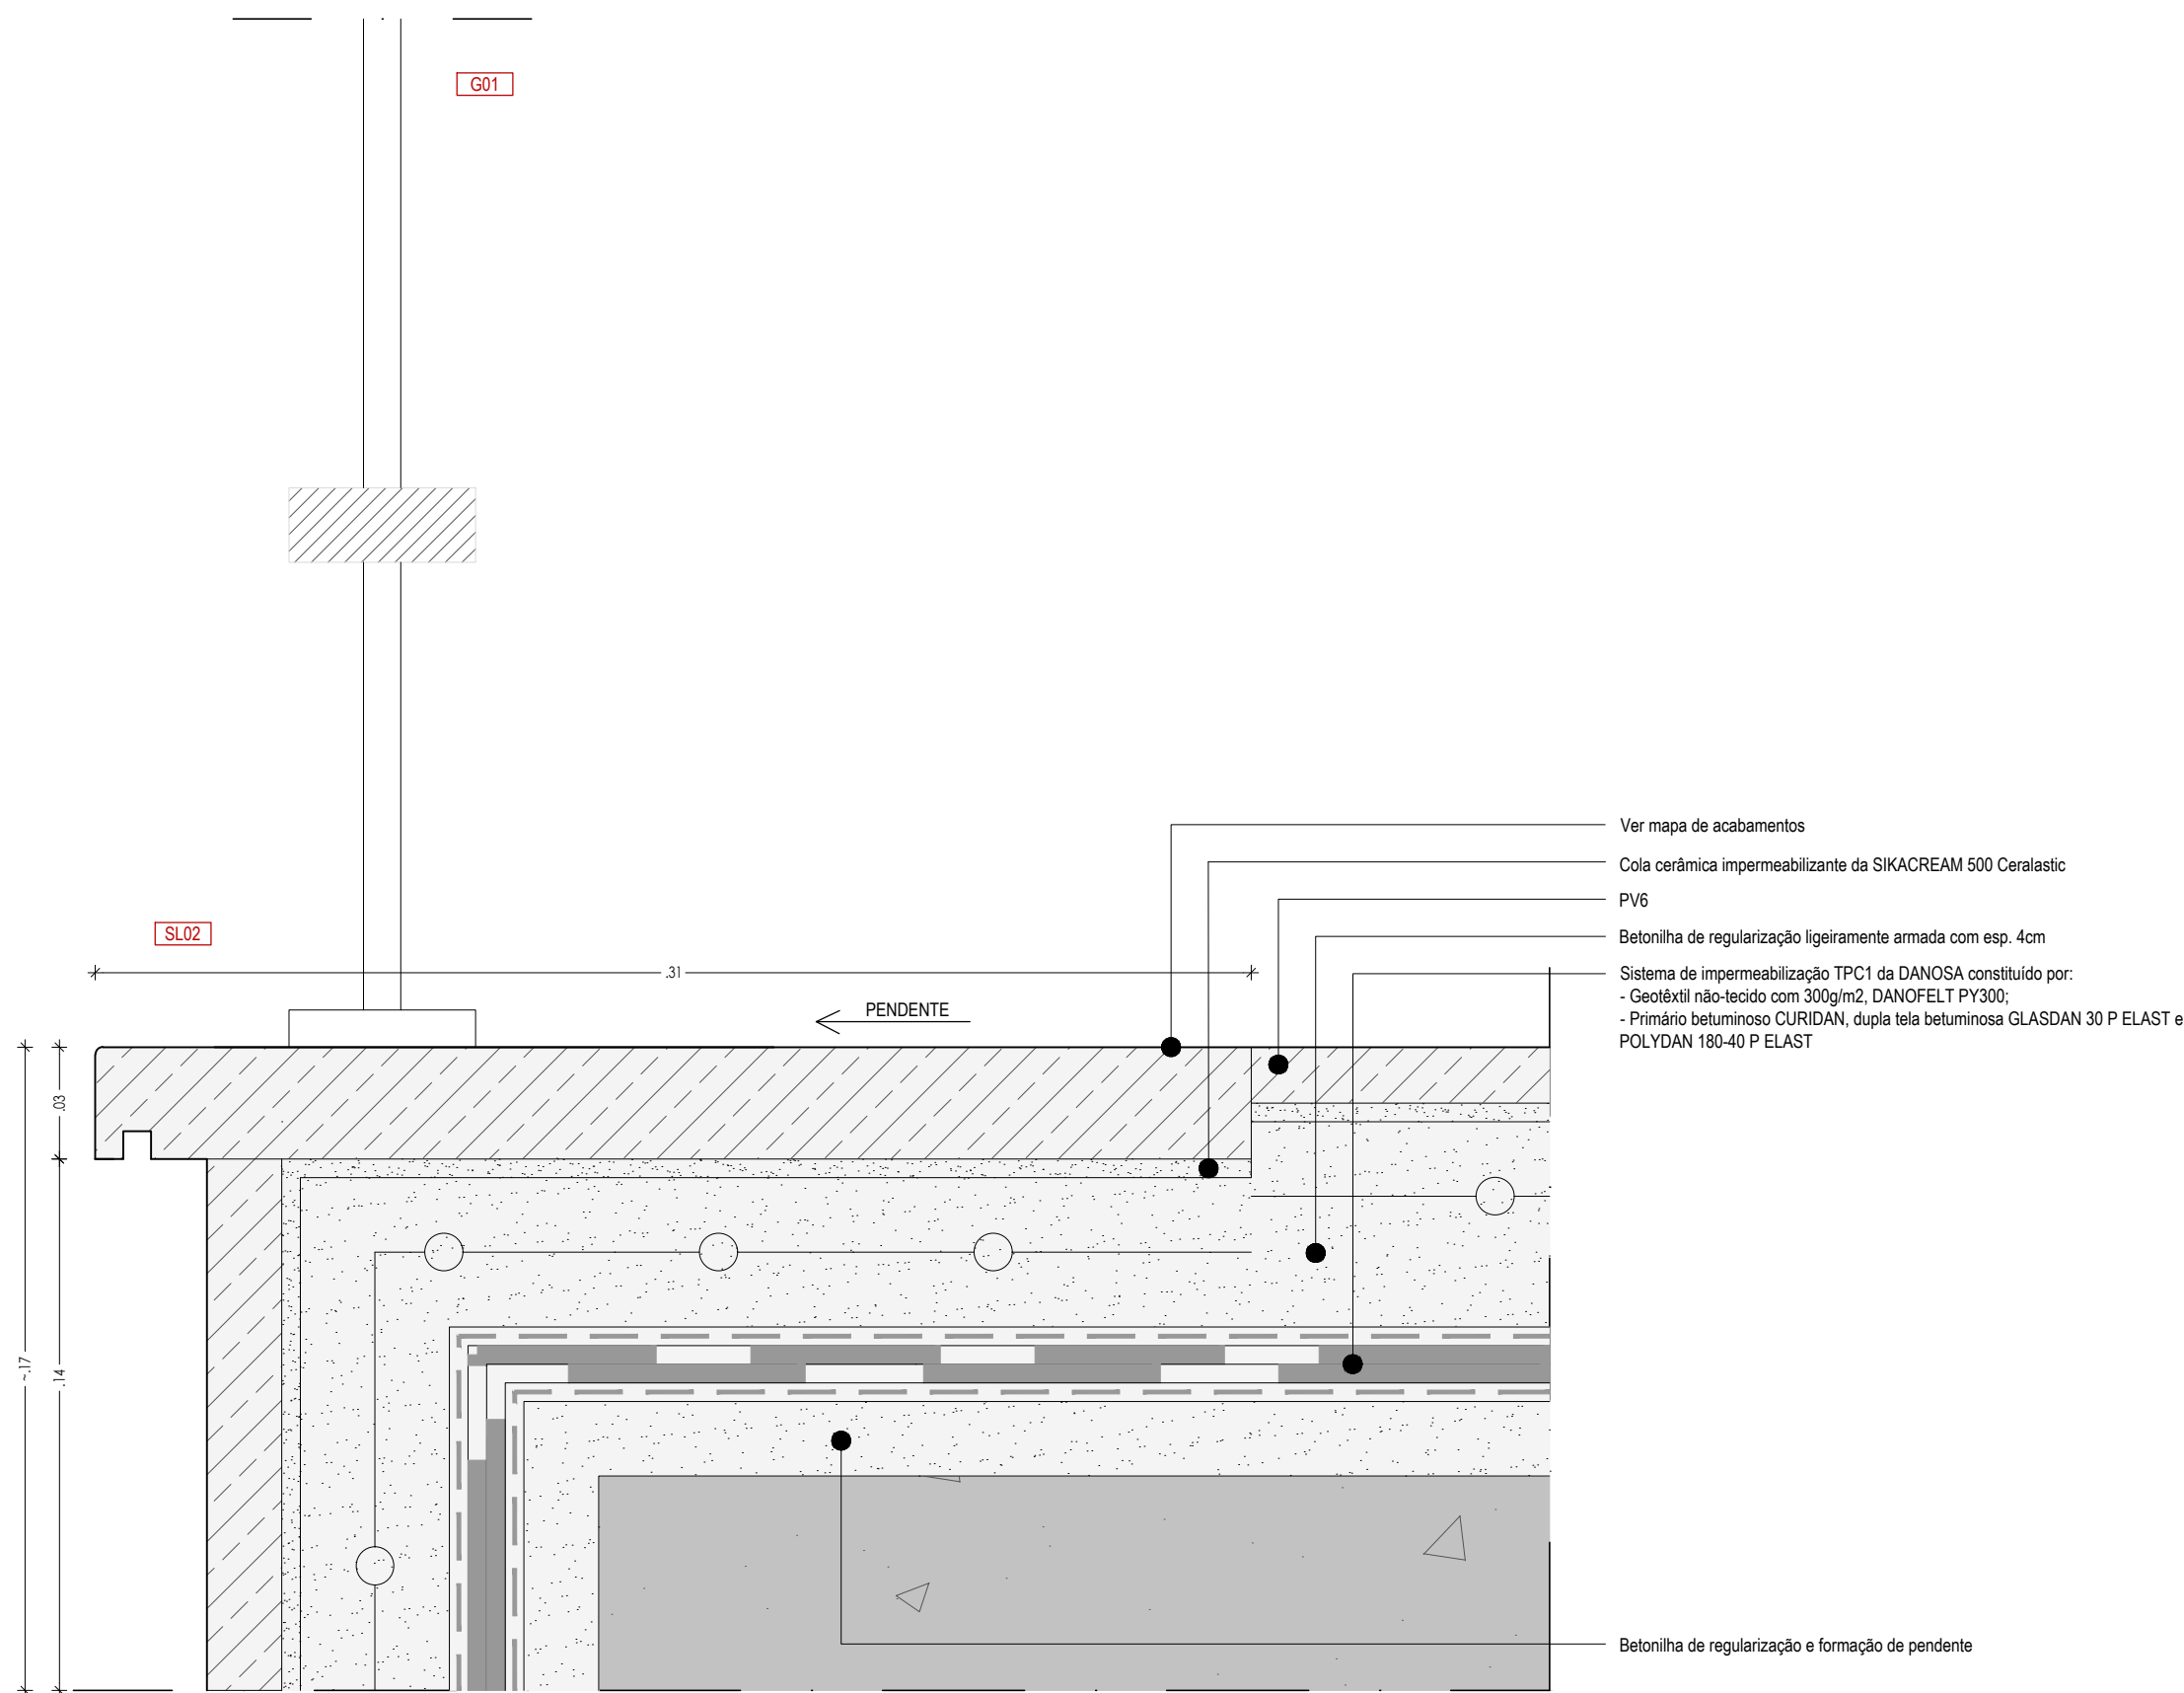 G01
Ver mapa de acabamentos
Cola cerâmica impermeabilizante da SIKACREAM 500 Ceralastic
PV6
SL02
Betonilha de regularização ligeiramente armada com esp. 4cm
.31
Sistema de impermeabilização TPC1 da DANOSA constituído por:
- Geotêxtil não-tecido com 300g/m2, DANOFELT PY300;
- Primário betuminoso CURIDAN, dupla tela betuminosa GLASDAN 30 P ELAST e
POLYDAN 180-40 P ELAST
PENDENTE
.03
~.17
.14
Betonilha de regularização e formação de pendente